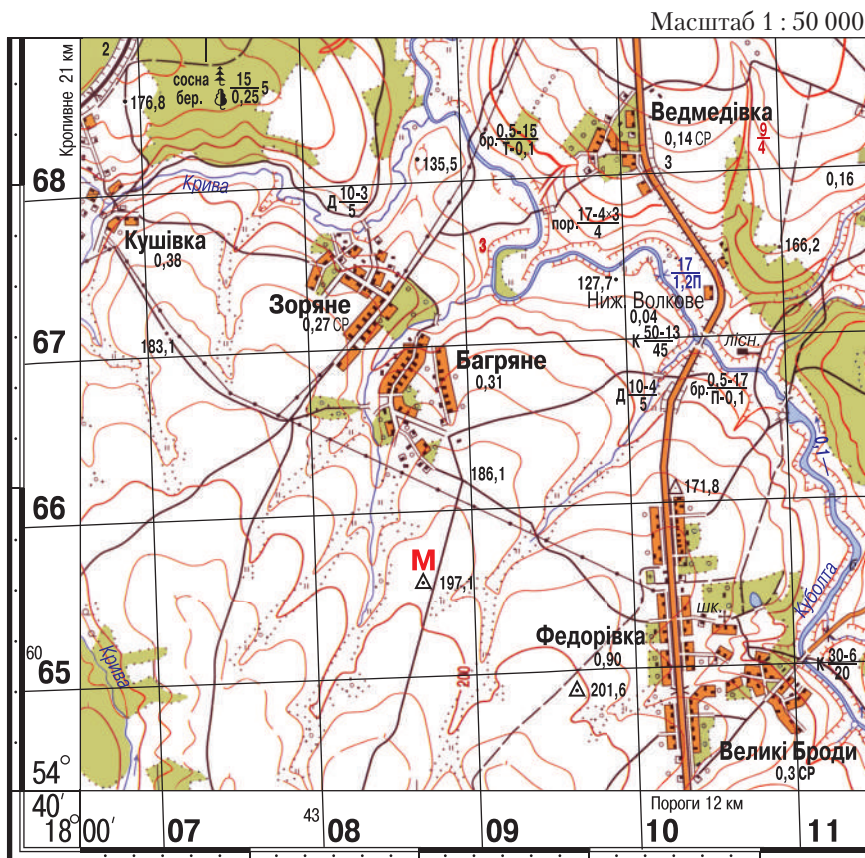 Масштаб 1 : 50 000
Кропивне 21 км
2
сосна
бер.
15
0,25
5
176,8
135,5
бр. 0,5-15
Т-0,1
Ведмедівка
0,14 СР
3
9
4
0,16
68
Крива
Д 10-3
5
пор. 17-4×3
4
Кушівка
0,38
3
166,2
127,7
17
1,2П
Зоряне
0,27 СР
Ниж. Волкове
0,04
К 50-13
45
лісн.
67
183,1
Багряне
0,31
Д 10-4
5
бр. 0,5-17
П-0,1
0,1
186,1
171,8
66
М
197,1
Куболта
шк.
Федорівка
0,90
60
65
Крива
200
201,6
К 30-6
20
Великі Броди
0,3 СР
54°
40′
Пороги 12 км
18°00′
07
43
08
09
10
11